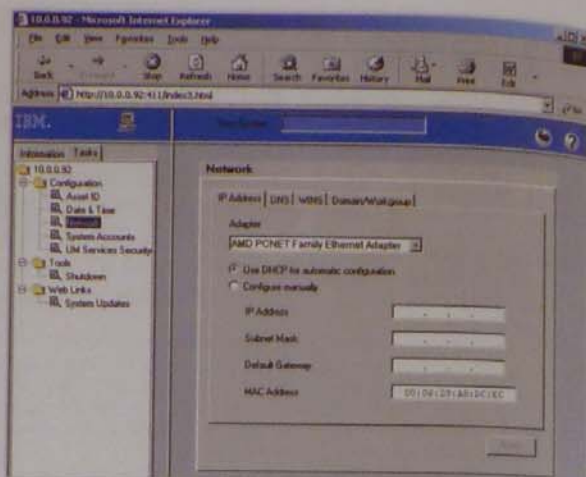 10.0.0.92 - Microsoft Internet Explorer
File Edit View Favorites Tools Help
Back Forward Stop Refresh Home Search Favorites History Mail Print Edit
Address http://10.0.0.92:411/index3.html
IBM.
Information Tasks
10.0.0.92
Configuration
Asset ID
Date & Time
Network
System Accounts
UM Services Security
Tools
Shutdown
Web Links
System Updates
Network
IP Address DNS WINS Domain/Workgroup
Adapter
AMD PCNET Family Ethernet Adapter
Use DHCP for automatic configuration
Configure manually
IP Address
Subnet Mask
Default Gateway
MAC Address